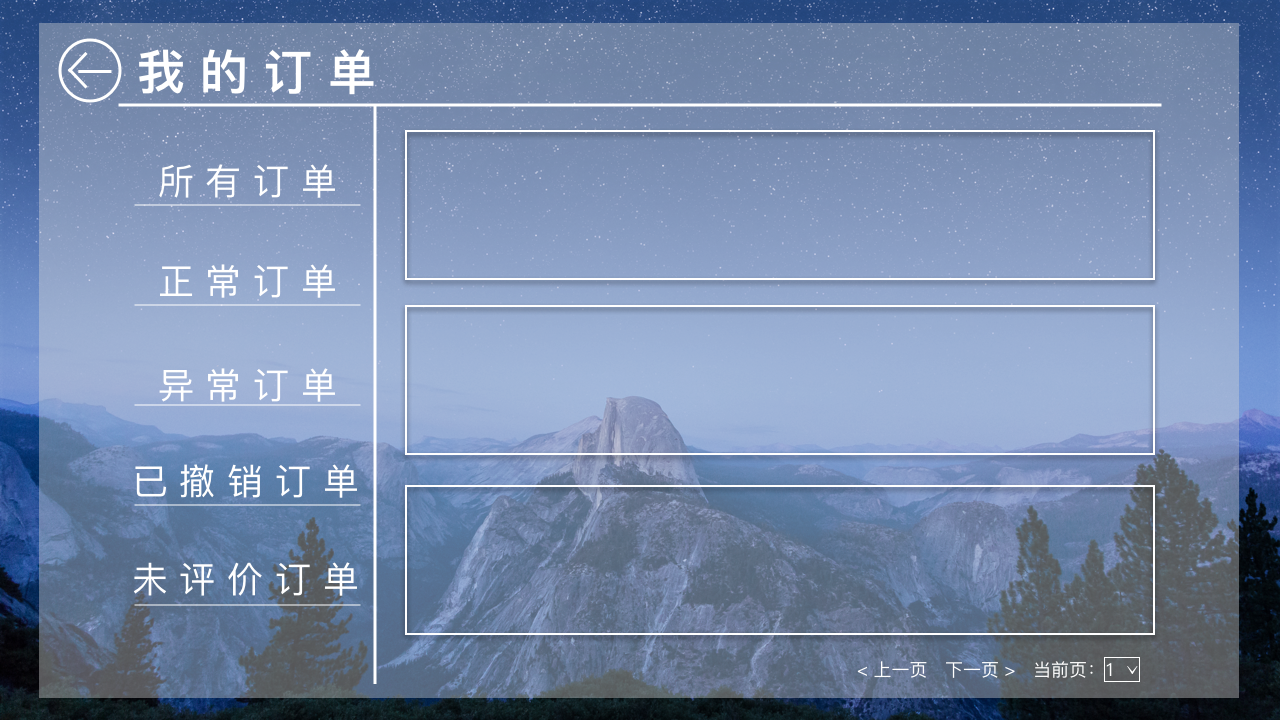 我的订单
所有订单
正常订单
异常订单
已撤销订单
未评价订单
< 上一页 下一页 > 当前页: 1